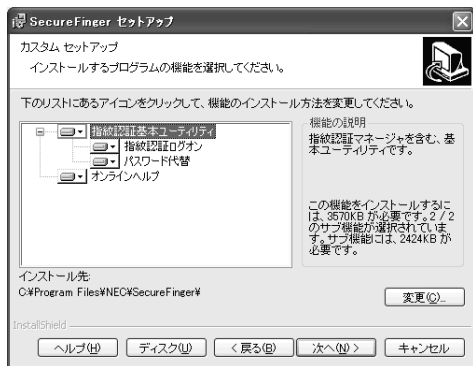 SecureFinger セットアップ
カスタム セットアップ
インストールするプログラムの機能を選択してください。
下のリストにあるアイコンをクリックして、機能のインストール方法を変更してください。
指紋認証基本ユーティリティ
指紋認証ログオン
パスワード代替
オンラインヘルプ
機能の説明
指紋認証マネージャを含む、基
本ユーティリティです。
この機能をインストールするに
は、3570KB が必要です。2 / 2
のサブ機能が選択されていま
す。サブ機能には、2424KB が
必要です。
インストール先:
C:¥Program Files¥NEC¥SecureFinger¥
変更(C)...
InstallShield
ヘルプ(H)
ディスク(U)
< 戻る(B)
次へ(N) >
キャンセル